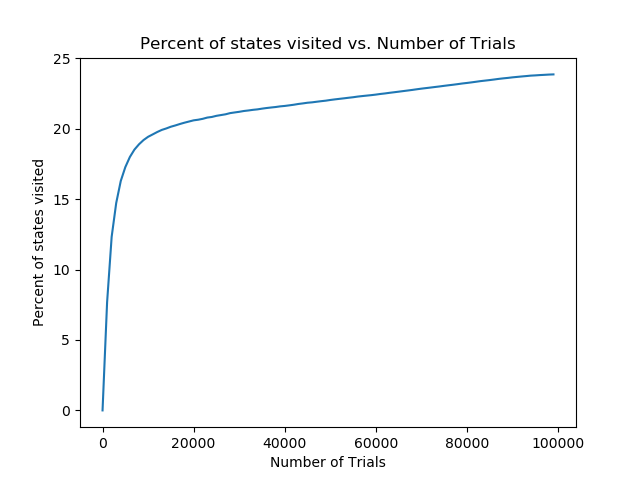 Percent of states visited vs. Number of Trials
25
20
15
10
5
0
Percent of states visited
0 20000 40000 60000 80000 100000
Number of Trials